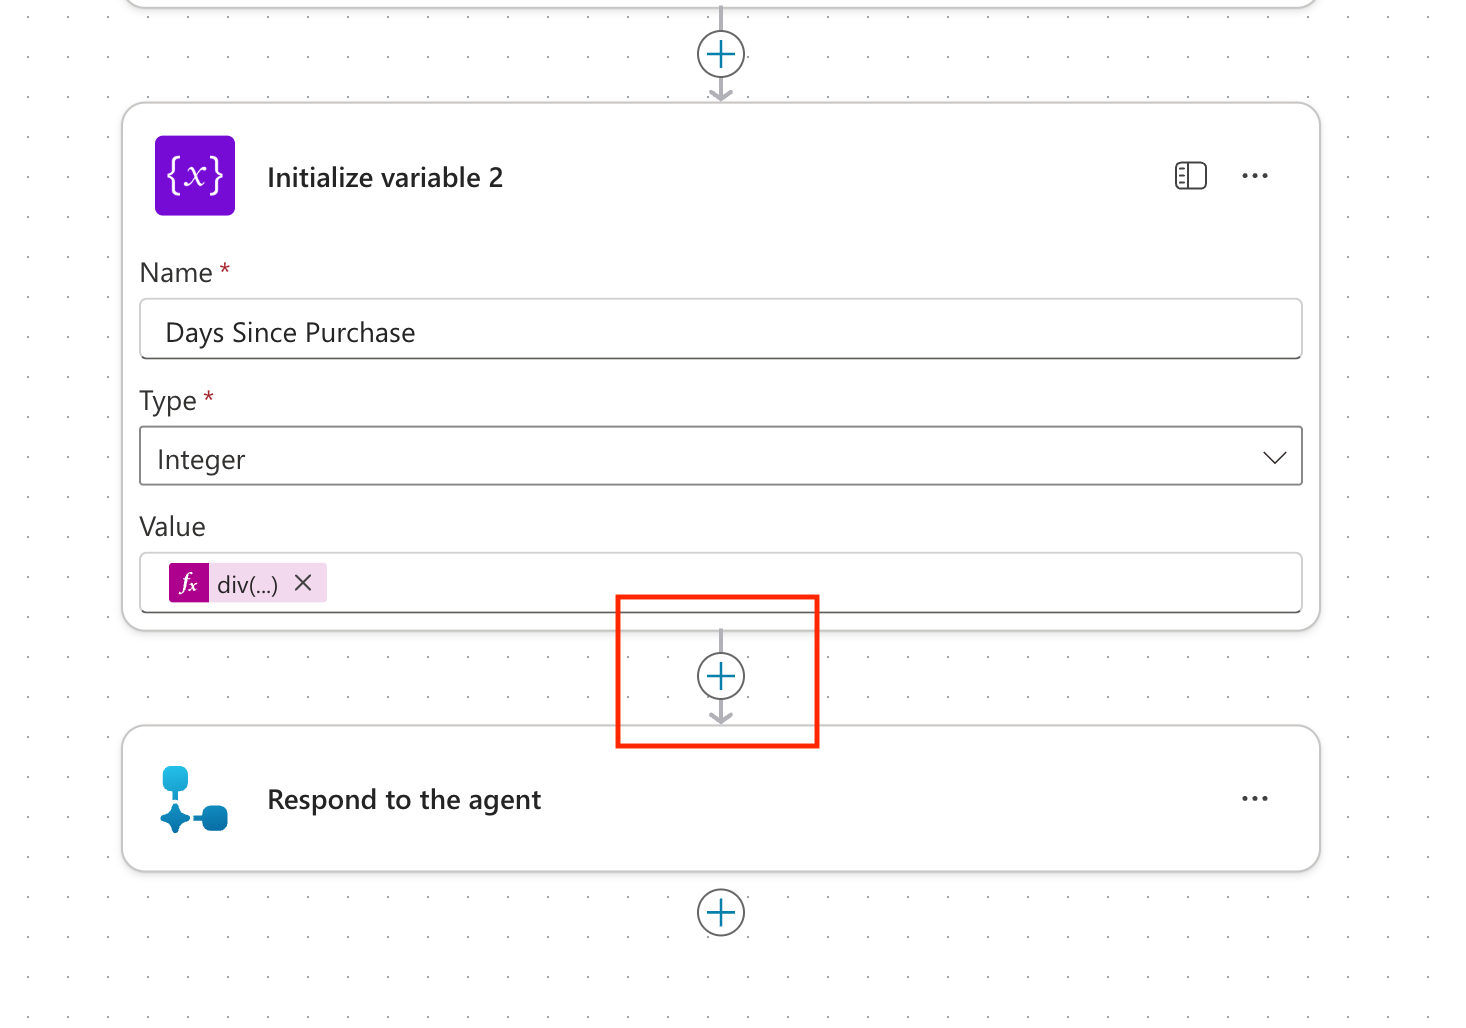 {x}
Initialize variable 2
Name *
Days Since Purchase
Type *
Integer
Value
fx div(...)
Respond to the agent